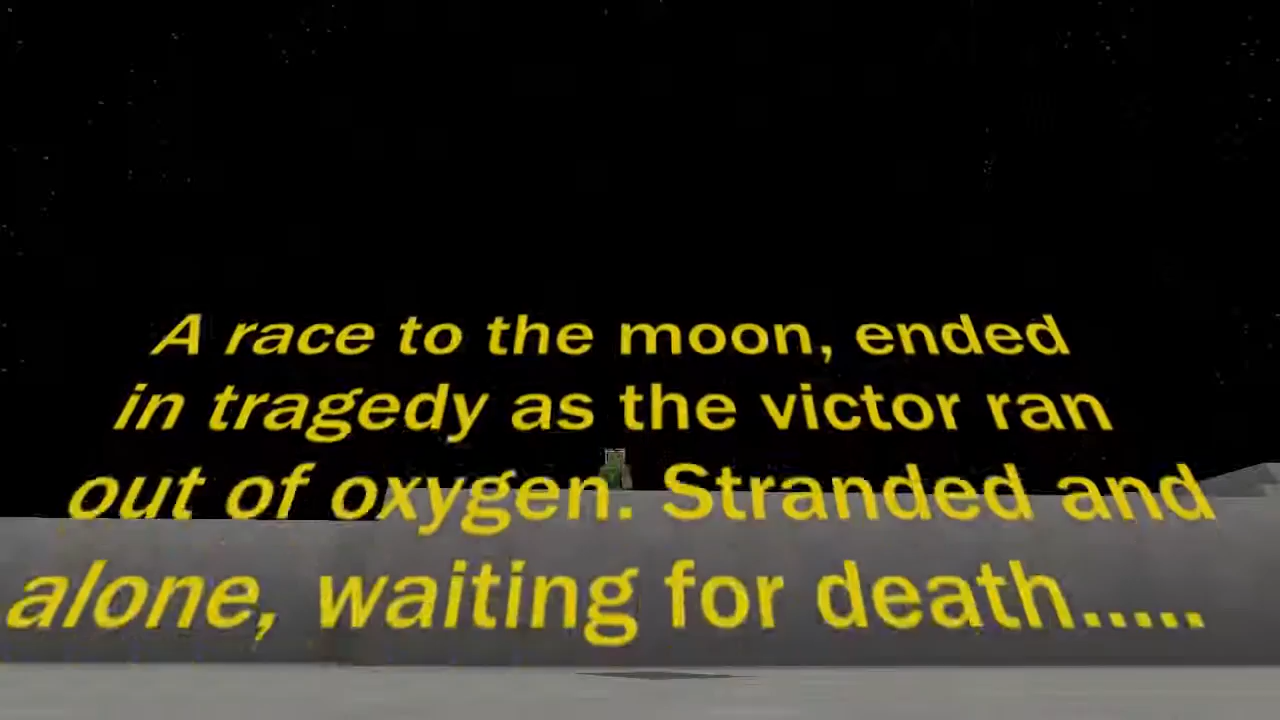 A race to the moon, ended
in tragedy as the victor ran
out of oxygen. Stranded and
alone, waiting for death.....